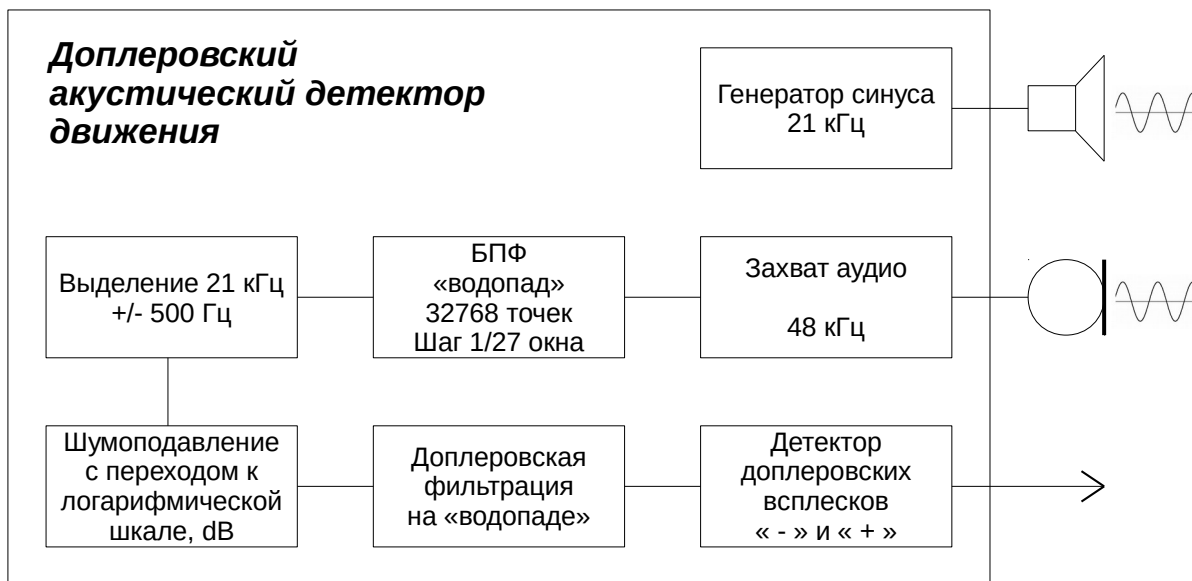 Доплеровский
акустический детектор
движения
Генератор синуса
21 кГц
Выделение 21 кГц
+/- 500 Гц
БПФ
«водопад»
32768 точек
Шаг 1/27 окна
Захват аудио
48 кГц
Шумоподавление
с переходом к
логарифмической
шкале, dB
Доплеровская
фильтрация
на «водопаде»
Детектор
доплеровских
всплесков
« - » и « + »